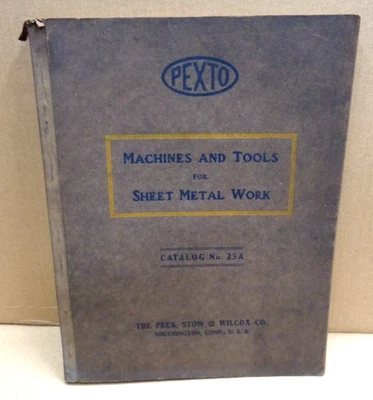 PEXTO
MACHINES AND TOOLS
FOR
SHEET METAL WORK
CATALOG No. 25A
THE PECK, STOW & WILCOX CO.
SOUTHINGTON, CONN., U. S. A.